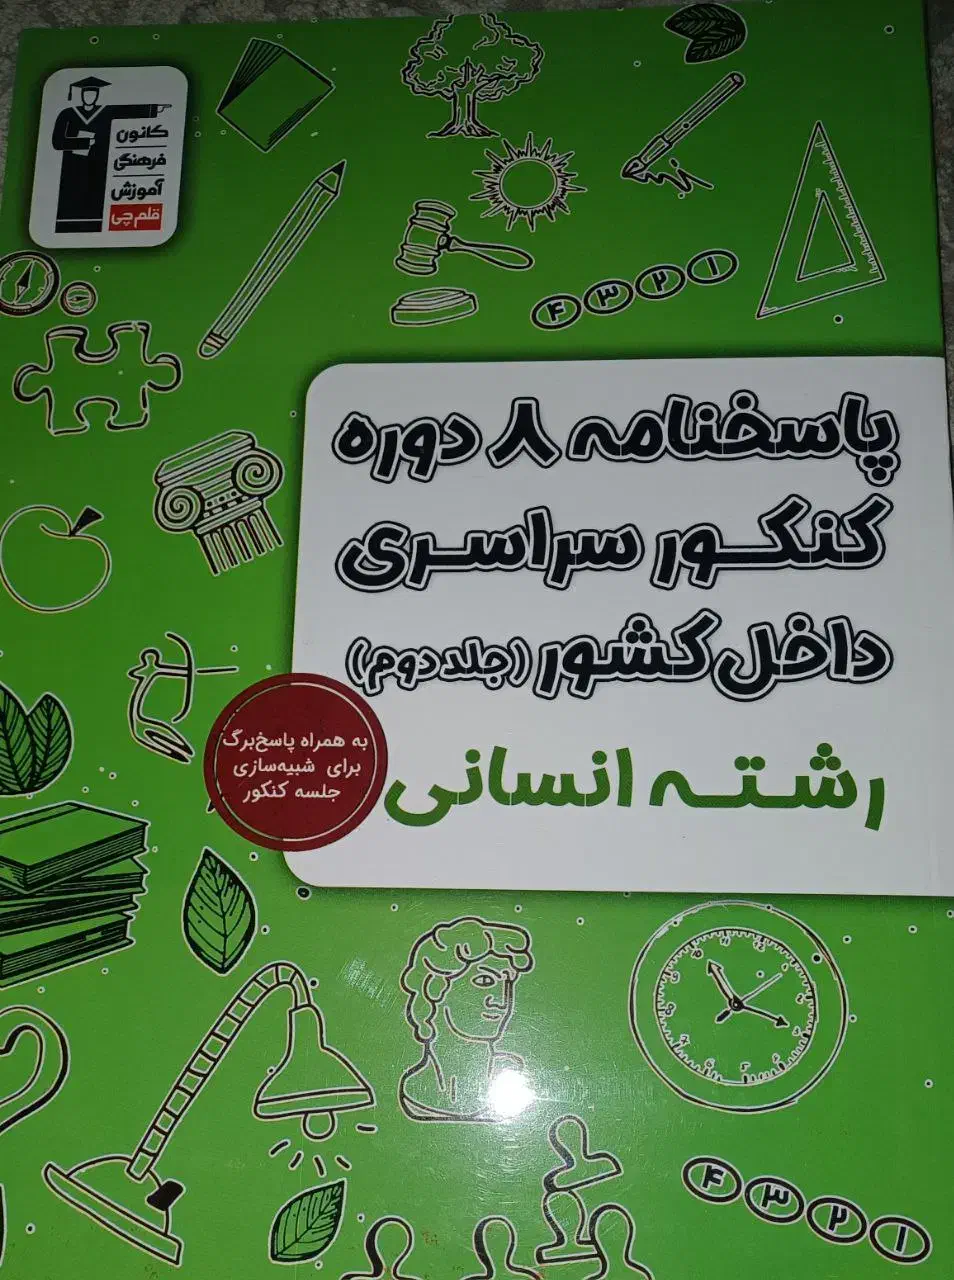 کانون
فرهنگی
آموزش
قلم‌چی
۱ ۲ ۳ ۴
پاسخنامه ۸ دوره
کنکور سراسری
داخل کشور (جلد دوم)
رشته انسانی
به همراه پاسخ‌برگ
برای شبیه‌سازی
جلسه کنکور
۱ ۲ ۳ ۴